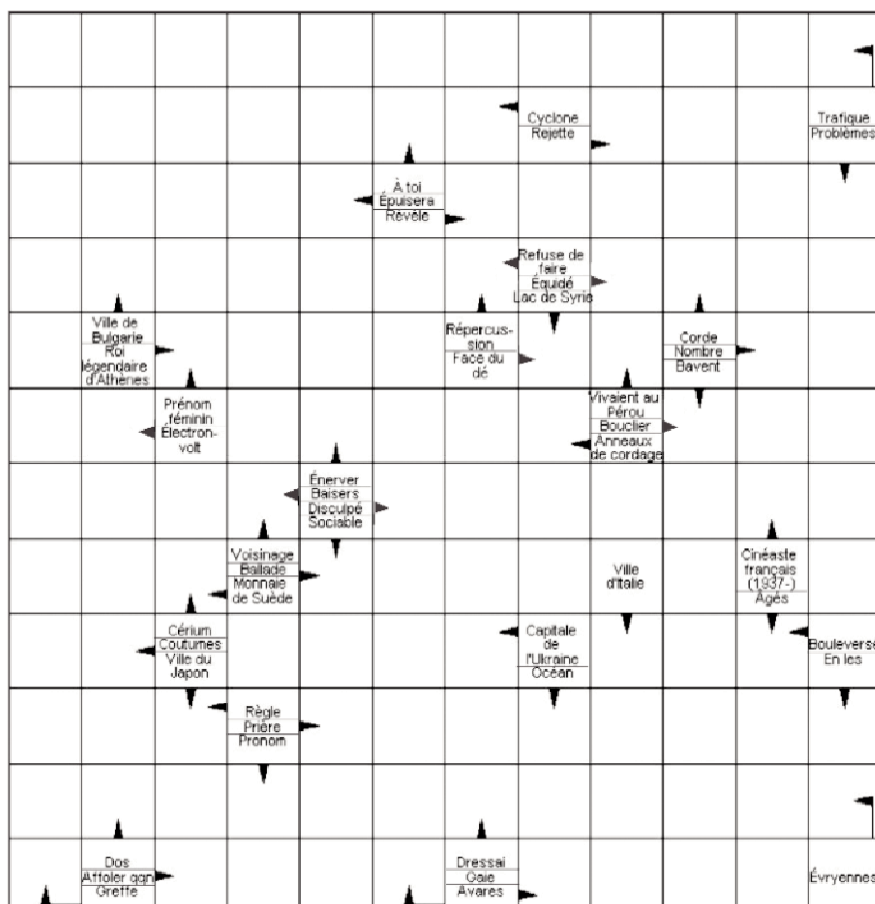 Cyclone
Rejette
Trafique
Problèmes
À toi
Épuisera
Révèle
Refuse de
faire
Équidé
Lac de Syrie
Ville de
Bulgarie
Roi
légendaire
d'Athènes
Répercus-
sion
Face du
dé
Corde
Nombre
Bavent
Prénom
féminin
Électron-
volt
Vivaient au
Pérou
Bouclier
Anneaux
de cordage
Énerver
Baisers
Disculpé
Sociable
Voisinage
Ballade
Monnaie
de Suède
Ville
d'Italie
Cinéaste
français
(1937-)
Âgés
Cérium
Coutumes
Ville du
Japon
Capitale
de
l'Ukraine
Océan
Bouleversé
En les
Règle
Prière
Pronom
Dos
Affoler qqn
Greffe
Dressai
Gaie
Avares
Évryennes